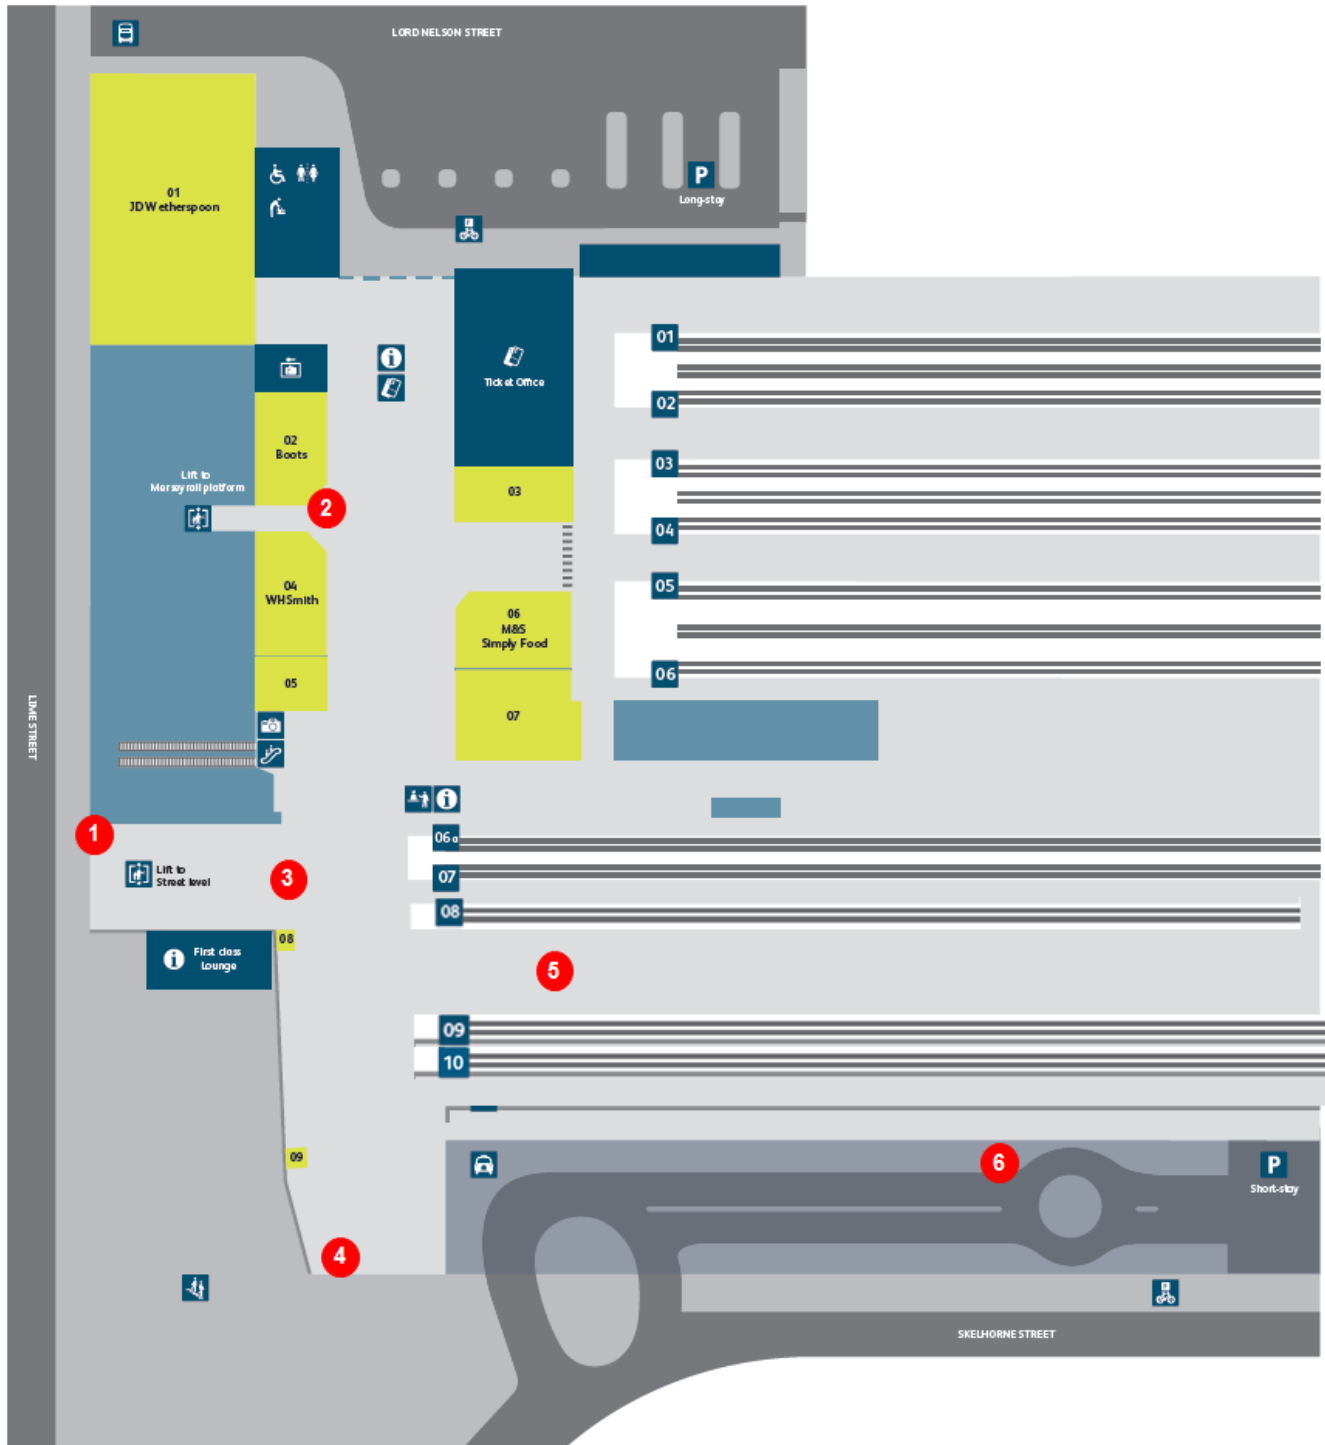 LORD NELSON STREET
01
JD Wetherspoon
P
Long-stay
Ticket Office
01
02
02
Boots
Lift to
Merseyrail platform
03
03
2
04
04
WHSmith
05
06
M&S
Simply Food
05
06
07
LIME STREET
1
06a
Lift to
Street level
3
07
08
08
First class
Lounge
5
09
10
09
6
P
Short-stay
4
SKELHORNE STREET